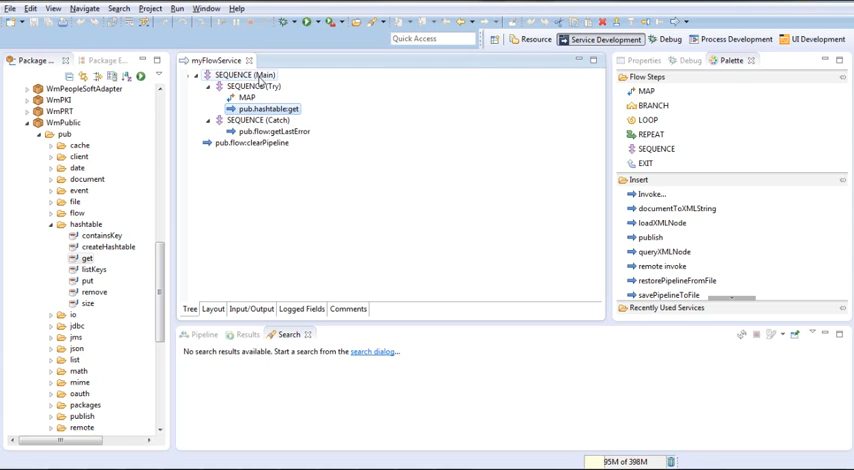 File Edit View Navigate Search Project Run Window Help
Quick Access
Resource
Service Development
Debug
Process Development
UI Development
Package ...
Package E...
WmPeopleSoftAdapter
WmPKI
WmPRT
WmPublic
pub
cache
client
date
document
event
file
flow
hashtable
containsKey
createHashtable
get
listKeys
put
remove
size
io
jdbc
jms
json
list
math
mime
oauth
packages
publish
remote
myFlowService
SEQUENCE (Main)
SEQUENCE (Try)
MAP
pub.hashtable:get
SEQUENCE (Catch)
pub.flow:getLastError
pub.flow:clearPipeline
Tree Layout Input/Output Logged Fields Comments
Pipeline Results Search
No search results available. Start a search from the search dialog...
Properties Debug Palette
Flow Steps
MAP
BRANCH
LOOP
REPEAT
SEQUENCE
EXIT
Insert
Invoke...
documentToXMLString
loadXMLNode
publish
queryXMLNode
remote invoke
restorePipelineFromFile
savePipelineToFile
Recently Used Services
95M of 398M